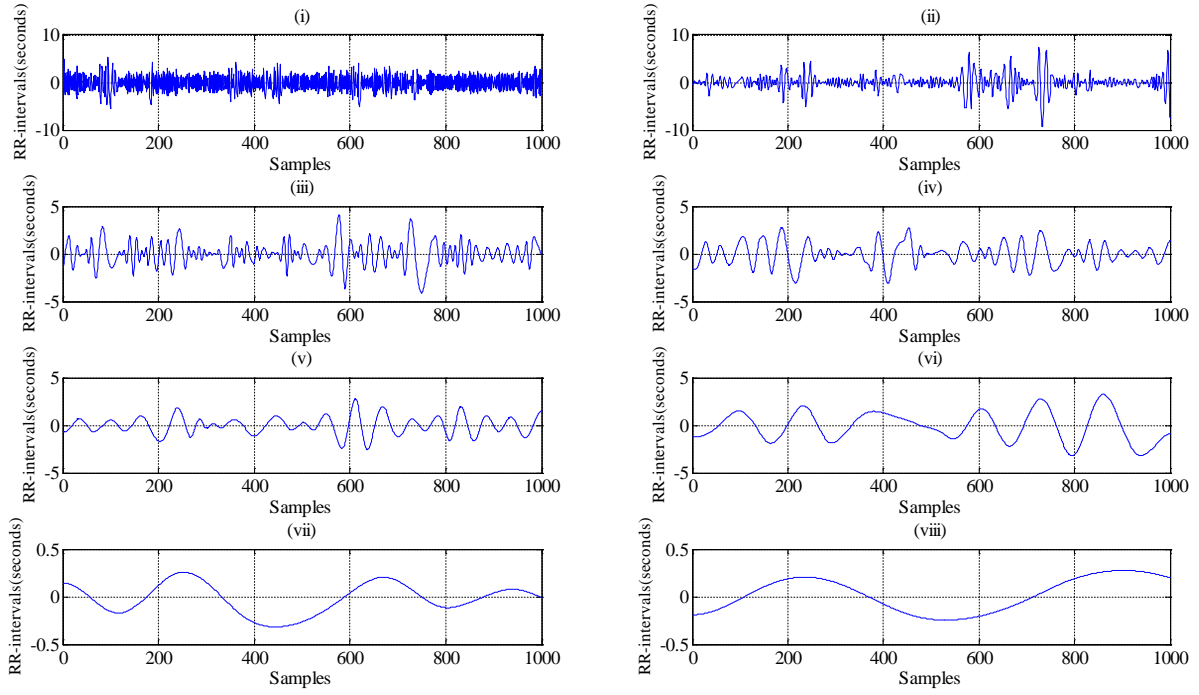 (i)
10
0
-10
0 200 400 600 800 1000
RR-intervals(seconds)
Samples
(ii)
10
0
-10
0 200 400 600 800 1000
RR-intervals(seconds)
Samples
(iii)
5
0
-5
0 200 400 600 800 1000
RR-intervals(seconds)
Samples
(iv)
5
0
-5
0 200 400 600 800 1000
RR-intervals(seconds)
Samples
(v)
5
0
-5
0 200 400 600 800 1000
RR-intervals(seconds)
Samples
(vi)
5
0
-5
0 200 400 600 800 1000
RR-intervals(seconds)
Samples
(vii)
0.5
0
-0.5
0 200 400 600 800 1000
RR-intervals(seconds)
Samples
(viii)
0.5
0
-0.5
0 200 400 600 800 1000
RR-intervals(seconds)
Samples